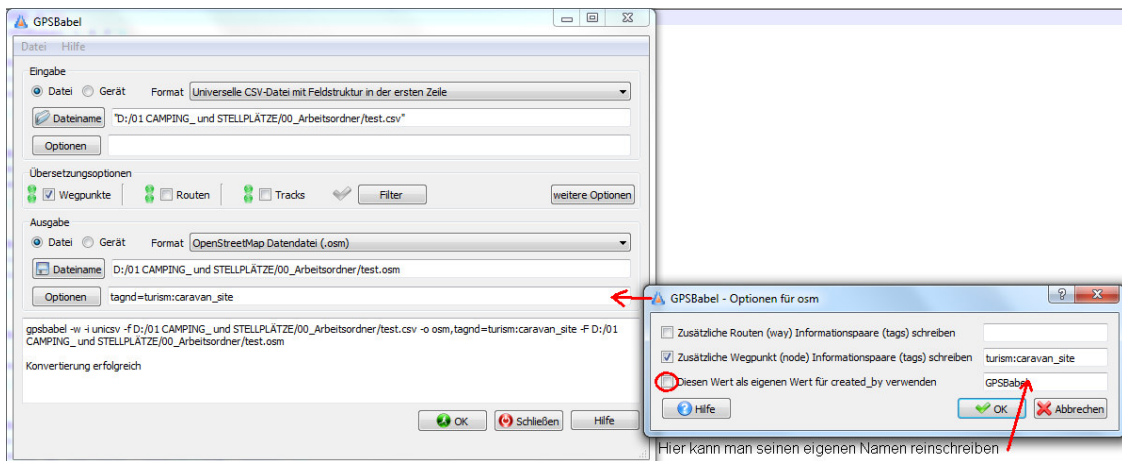 GPSBabel
Datei Hilfe
Eingabe
Datei Gerät Format Universelle CSV-Datei mit Feldstruktur in der ersten Zeile
Dateiname "D:/01 CAMPING_ und STELLPLÄTZE/00_Arbeitsordner/test.csv"
Optionen
Übersetzungsoptionen
Wegpunkte Routen Tracks Filter weitere Optionen
Ausgabe
Datei Gerät Format OpenStreetMap Datendatei (.osm)
Dateiname D:/01 CAMPING_ und STELLPLÄTZE/00_Arbeitsordner/test.osm
Optionen tagnd=turism:caravan_site
gpsbabel -w -i unicsv -f D:/01 CAMPING_ und STELLPLÄTZE/00_Arbeitsordner/test.csv -o osm,tagnd=turism:caravan_site -F D:/01
CAMPING_ und STELLPLÄTZE/00_Arbeitsordner/test.osm
Konvertierung erfolgreich
OK Schließen Hilfe
GPSBabel - Optionen für osm
Zusätzliche Routen (way) Informationspaare (tags) schreiben
Zusätzliche Wegpunkt (node) Informationspaare (tags) schreiben turism:caravan_site
Diesen Wert als eigenen Wert für created_by verwenden GPSBabel
Hilfe OK Abbrechen
Hier kann man seinen eigenen Namen reinschreiben